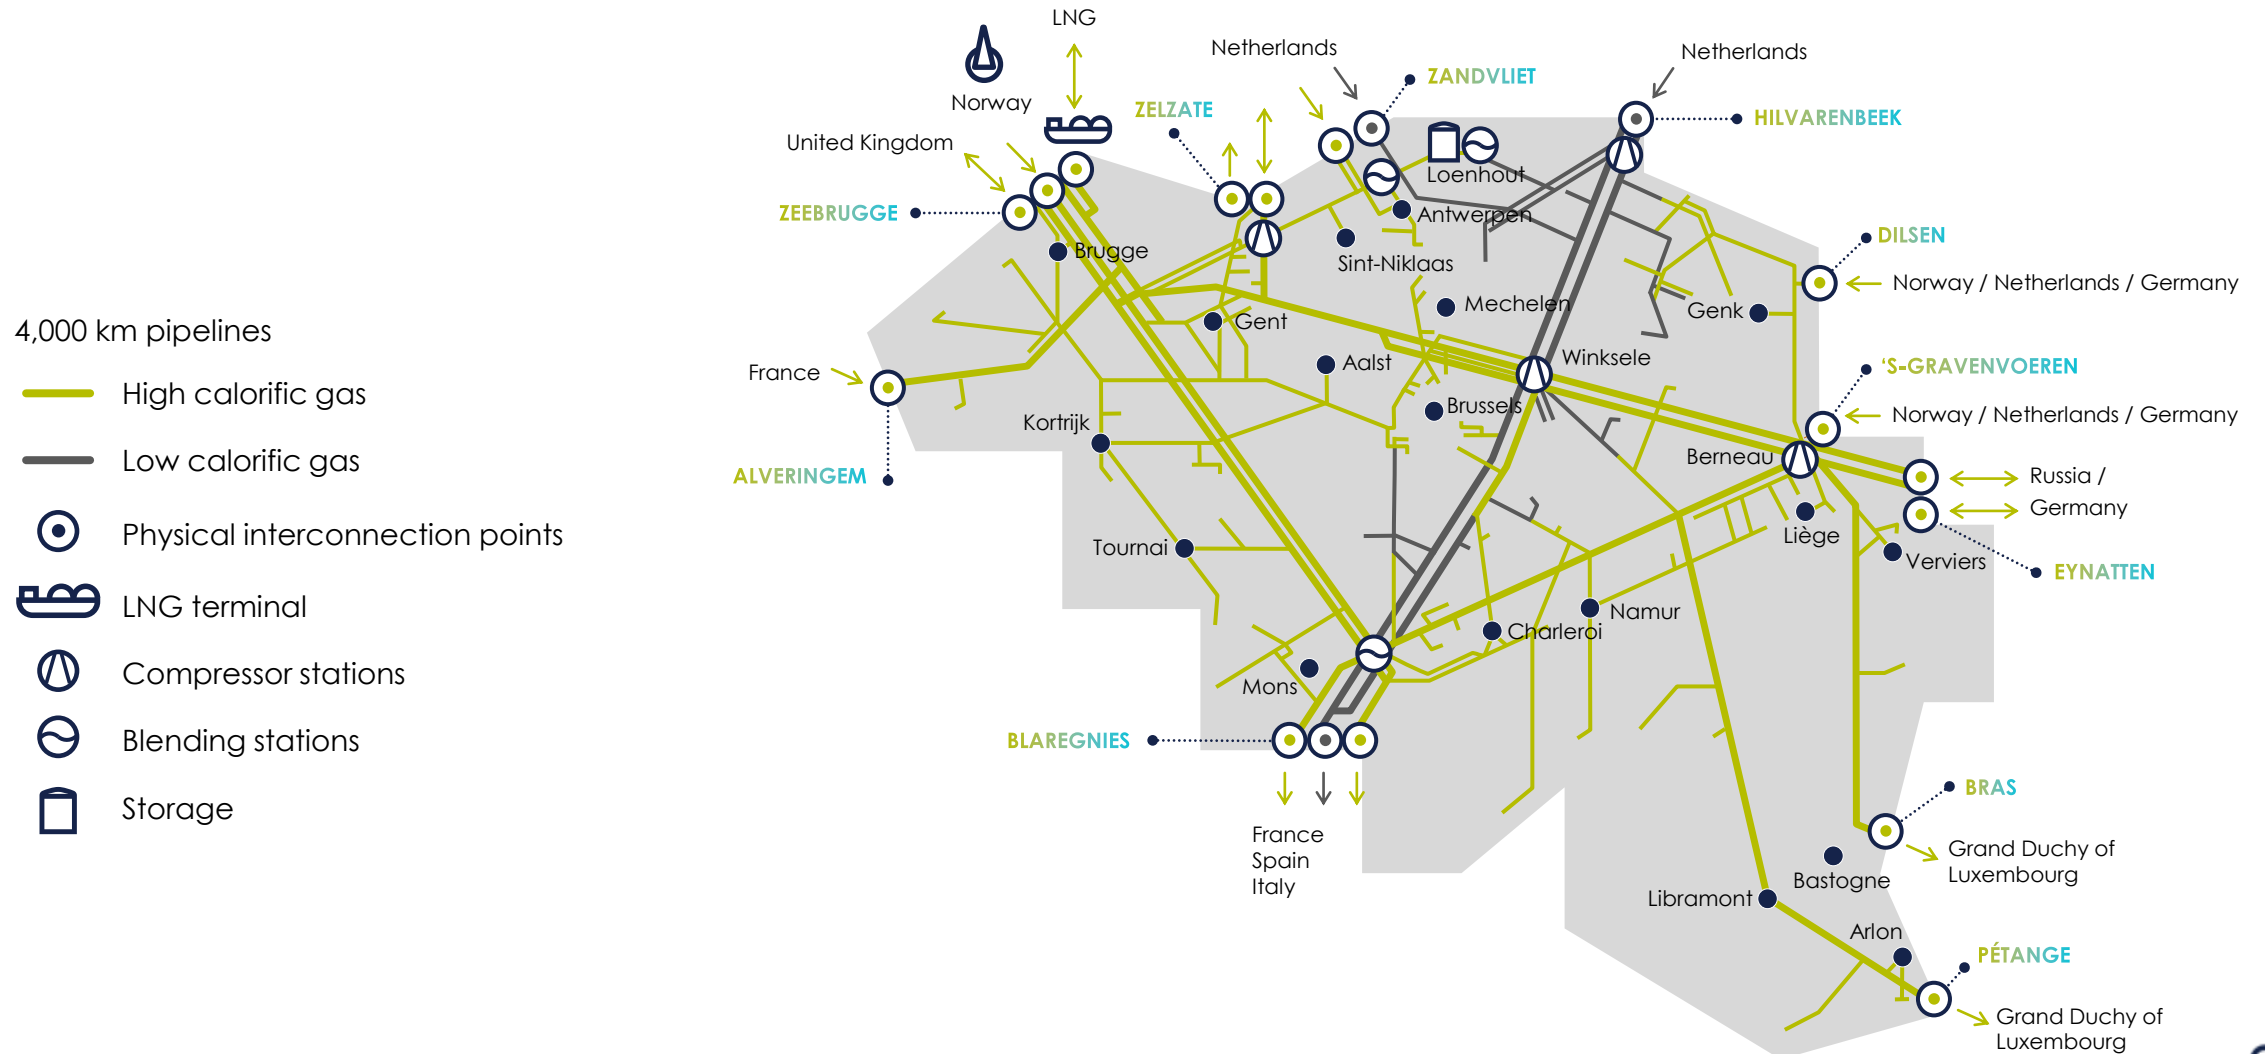 LNG
Norway
Netherlands
Netherlands
ZANDVLIET
ZELZATE
HILVARENBEEK
United Kingdom
ZEEBRUGGE
Loenhout
Antwerpen
Brugge
Sint-Niklaas
DILSEN
Norway / Netherlands / Germany
Mechelen
Genk
Gent
4,000 km pipelines
High calorific gas
Low calorific gas
Physical interconnection points
LNG terminal
Compressor stations
Blending stations
Storage
France
Aalst
Winksele
'S-GRAVENVOEREN
Norway / Netherlands / Germany
Kortrijk
Brussels
Berneau
ALVERINGEM
Russia /
Germany
Liège
Verviers
Tournai
EYNATTEN
Namur
Charleroi
Mons
BLAREGNIES
France
Spain
Italy
BRAS
Grand Duchy of
Luxembourg
Bastogne
Libramont
Arlon
PÉTANGE
Grand Duchy of
Luxembourg